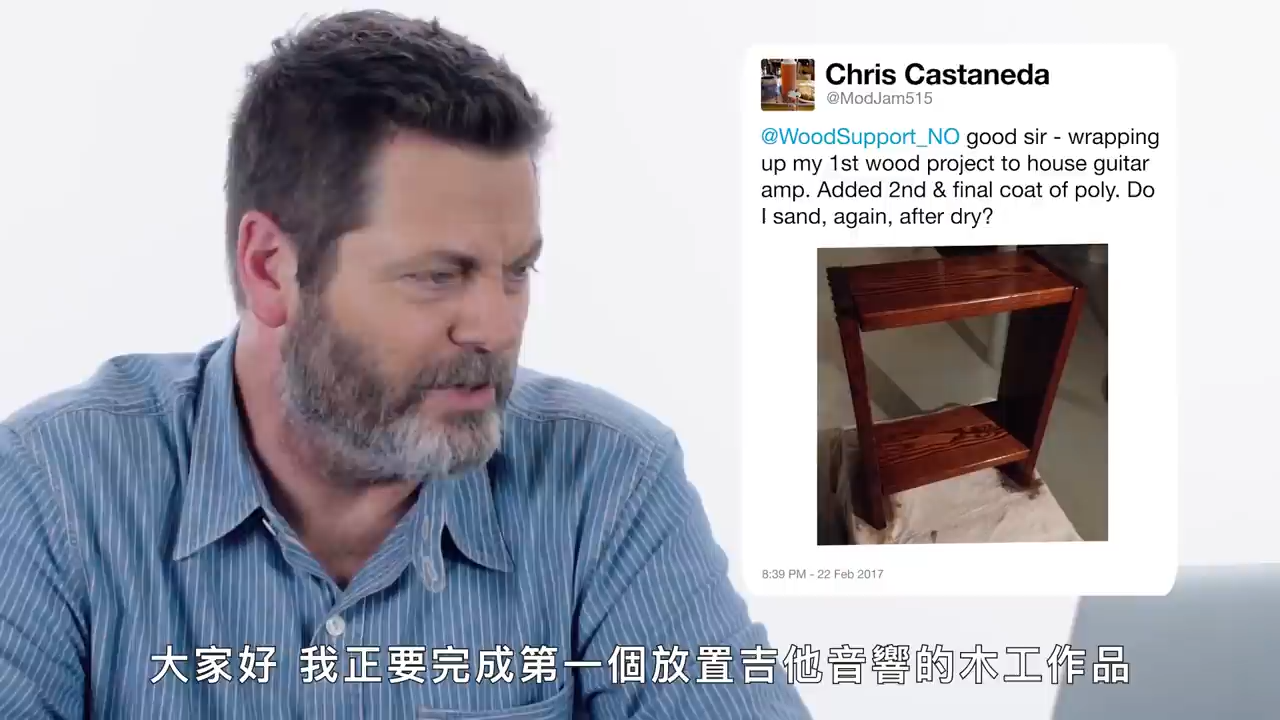 Chris Castaneda
@ModJam515
@WoodSupport_NO good sir - wrapping
up my 1st wood project to house guitar
amp. Added 2nd & final coat of poly. Do
I sand, again, after dry?
8:39 PM - 22 Feb 2017
大家好 我正要完成第一個放置吉他音響的木工作品